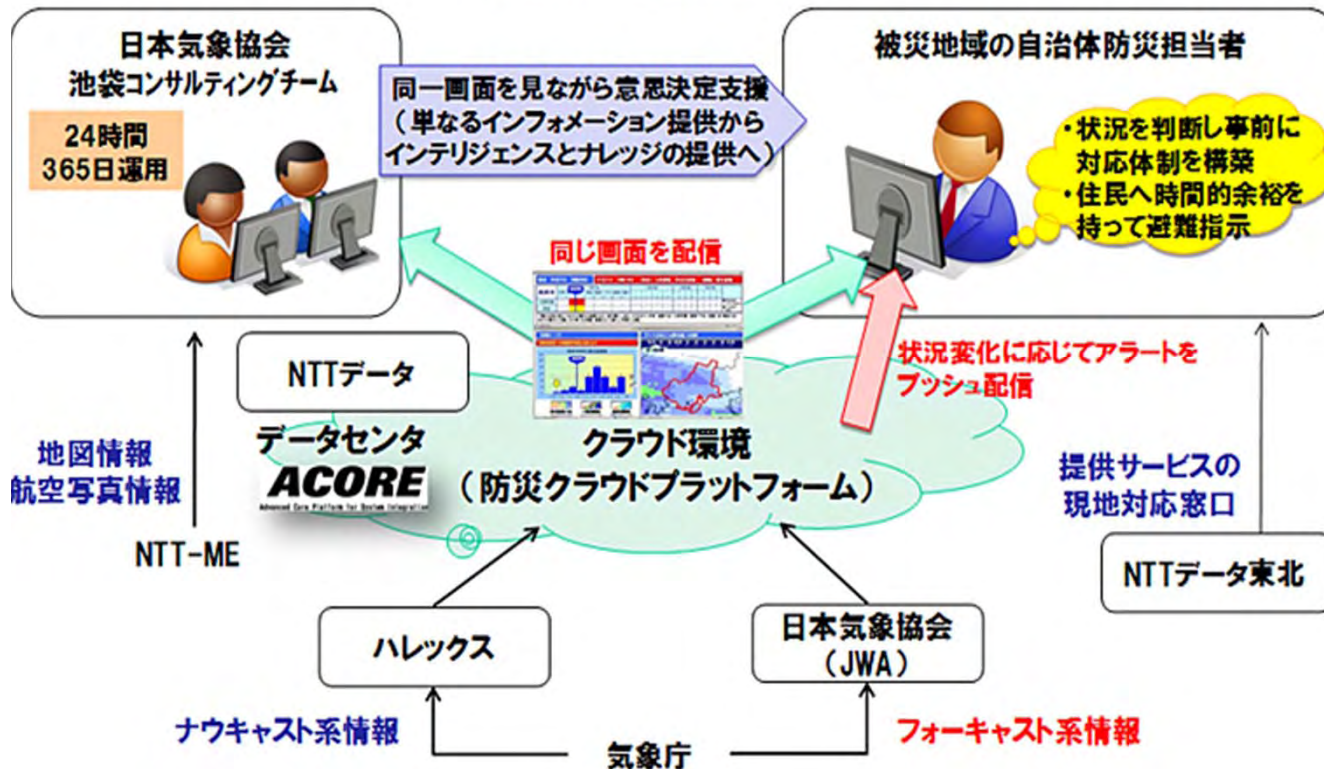 日本気象協会
池袋コンサルティングチーム
24時間
365日運用
同一画面を見ながら意思決定支援
（単なるインフォメーション提供から
インテリジェンスとナレッジの提供へ）
被災地域の自治体防災担当者
・状況を判断し事前に
対応体制を構築
・住民へ時間的余裕を
持って避難指示
同じ画面を配信
状況変化に応じてアラートを
プッシュ配信
NTTデータ
データセンタ
ACORE
Advanced Core Platform for System Integration
クラウド環境
（防災クラウドプラットフォーム）
地図情報
航空写真情報
NTT-ME
提供サービスの
現地対応窓口
NTTデータ東北
ハレックス
日本気象協会
（JWA）
ナウキャスト系情報
気象庁
フォーキャスト系情報